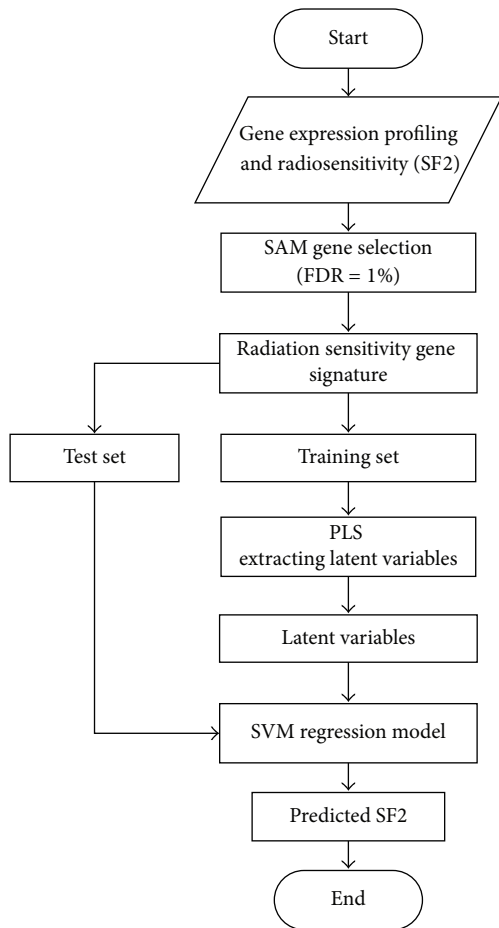 Start
Gene expression profiling
and radiosensitivity (SF2)
SAM gene selection
(FDR = 1%)
Radiation sensitivity gene
signature
Test set
Training set
PLS
extracting latent variables
Latent variables
SVM regression model
Predicted SF2
End